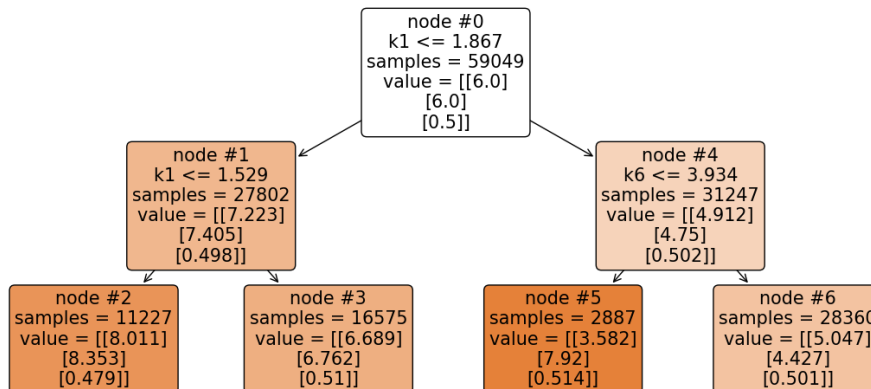 node #0
k1 <= 1.867
samples = 59049
value = [[6.0]
[6.0]
[0.5]]
node #1
k1 <= 1.529
samples = 27802
value = [[7.223]
[7.405]
[0.498]]
node #4
k6 <= 3.934
samples = 31247
value = [[4.912]
[4.75]
[0.502]]
node #2
samples = 11227
value = [[8.011]
[8.353]
[0.479]]
node #3
samples = 16575
value = [[6.689]
[6.762]
[0.51]]
node #5
samples = 2887
value = [[3.582]
[7.92]
[0.514]]
node #6
samples = 28360
value = [[5.047]
[4.427]
[0.501]]